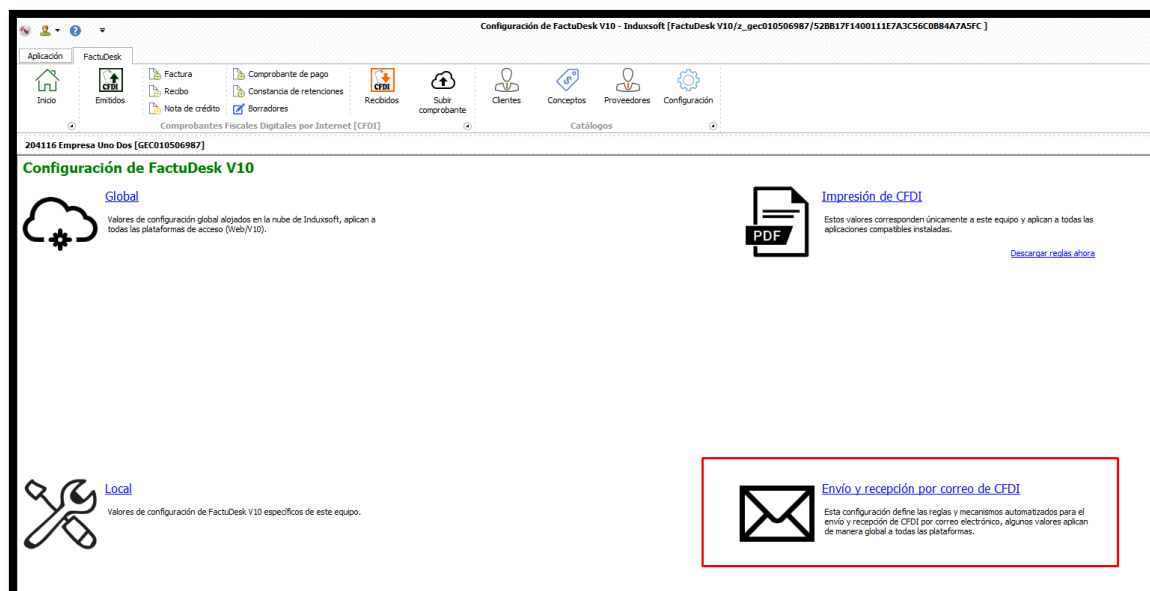 Configuración de FactuDesk V10 - Induxsoft [FactuDesk V10/z_gec010506987/52BB17F1400111E7A3C56C0B84A7A5FC ]
Aplicación
FactuDesk
Inicio
CFDI
Emitidos
Factura
Recibo
Nota de crédito
Comprobante de pago
Constancia de retenciones
Borradores
CFDI
Recibidos
Subir
comprobante
Comprobantes Fiscales Digitales por Internet [CFDI]
Clientes
Conceptos
Proveedores
Configuración
Catálogos
204116 Empresa Uno Dos [GEC010506987]
Configuración de FactuDesk V10
Global
Valores de configuración global alojados en la nube de Induxsoft, aplican a
todas las plataformas de acceso (Web/V10).
PDF
Impresión de CFDI
Estos valores corresponden únicamente a este equipo y aplican a todas las
aplicaciones compatibles instaladas.
Descargar reglas ahora
Local
Valores de configuración de FactuDesk V10 específicos de este equipo.
Envío y recepción por correo de CFDI
Esta configuración define las reglas y mecanismos automatizados para el
envío y recepción de CFDI por correo electrónico, algunos valores aplican
de manera global a todas las plataformas.